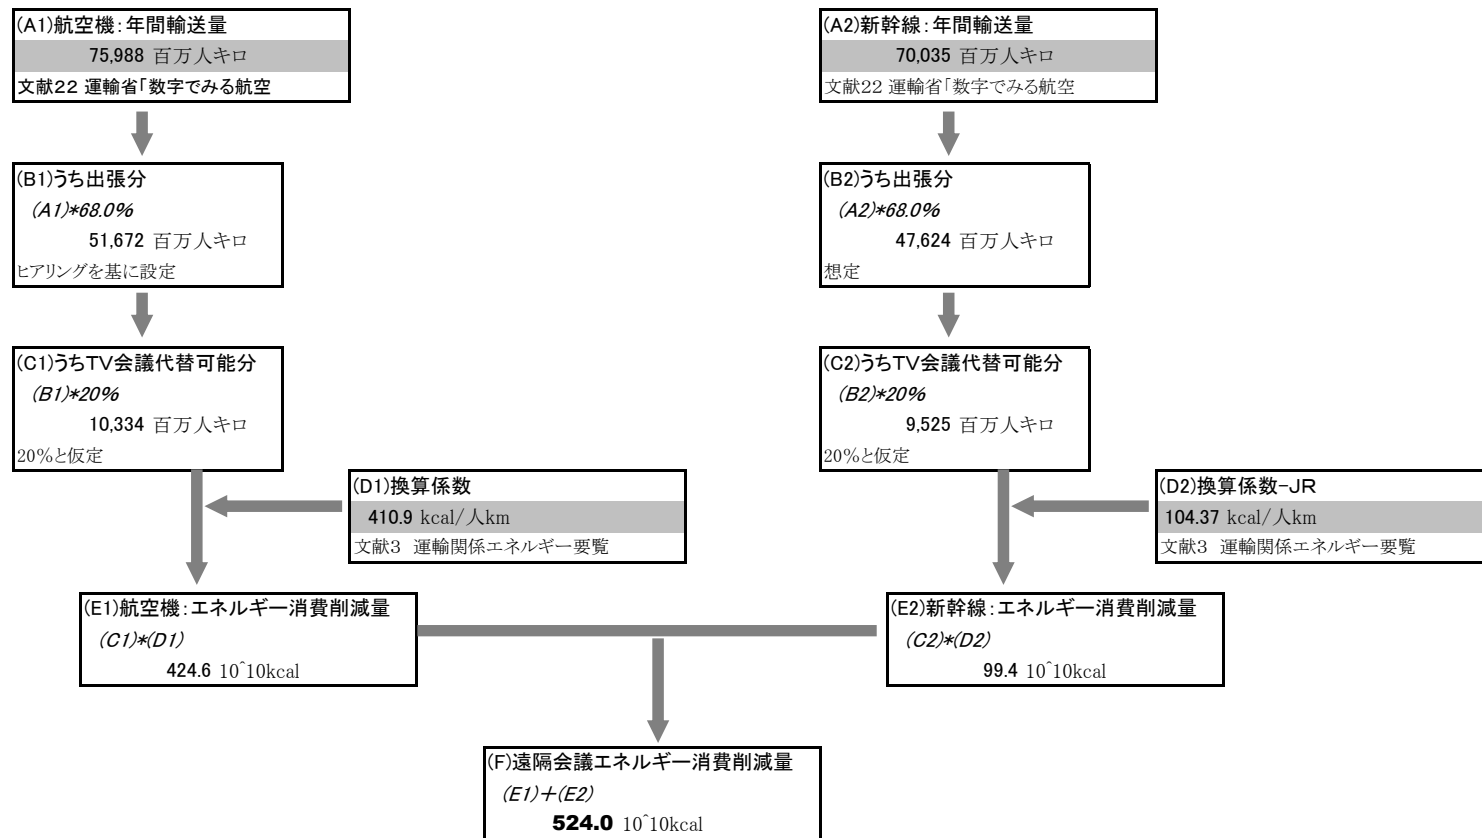 (A1)航空機：年間輸送量
75,988 百万人キロ
文献22 運輸省「数字でみる航空
(A2)新幹線：年間輸送量
70,035 百万人キロ
文献22 運輸省「数字でみる航空
(B1)うち出張分
(A1)*68.0%
51,672 百万人キロ
ヒアリングを基に設定
(B2)うち出張分
(A2)*68.0%
47,624 百万人キロ
想定
(C1)うちTV会議代替可能分
(B1)*20%
10,334 百万人キロ
20%と仮定
(C2)うちTV会議代替可能分
(B2)*20%
9,525 百万人キロ
20%と仮定
(D1)換算係数
410.9 kcal/人km
文献3 運輸関係エネルギー要覧
(D2)換算係数-JR
104.37 kcal/人km
文献3 運輸関係エネルギー要覧
(E1)航空機：エネルギー消費削減量
(C1)*(D1)
424.6 10^10kcal
(E2)新幹線：エネルギー消費削減量
(C2)*(D2)
99.4 10^10kcal
(F)遠隔会議エネルギー消費削減量
(E1)＋(E2)
524.0 10^10kcal